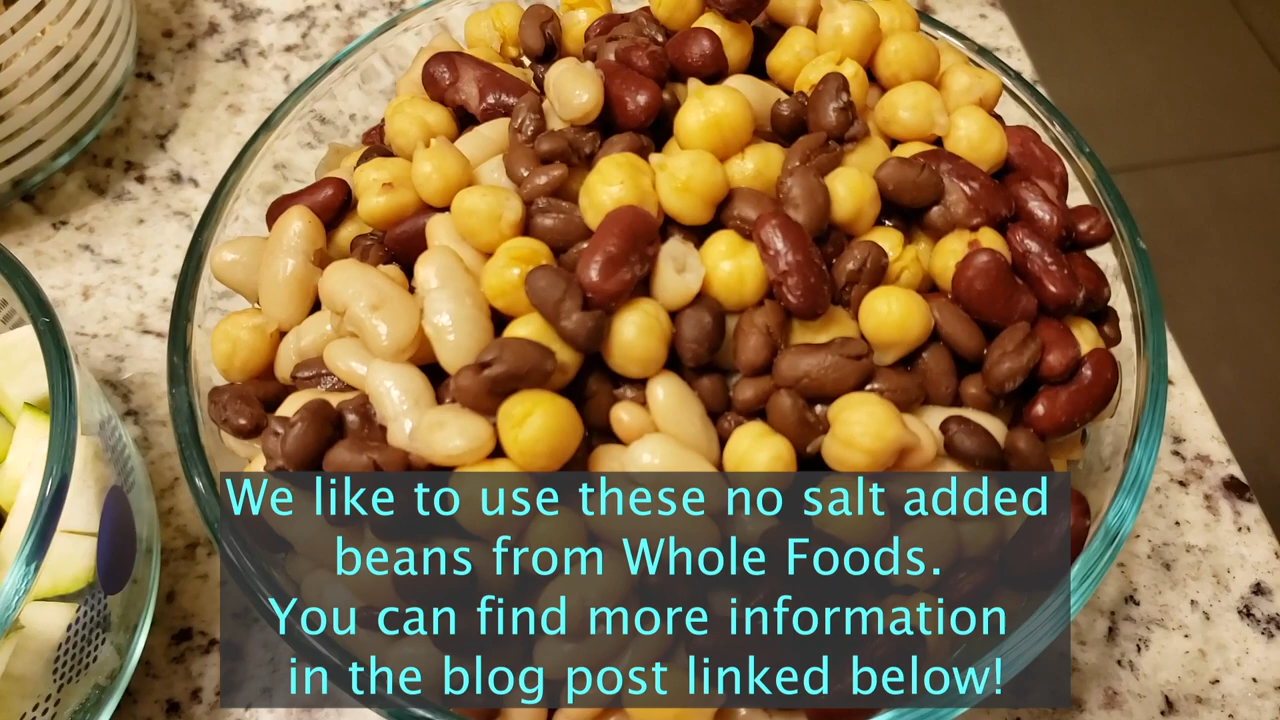 We like to use these no salt added
beans from Whole Foods.
You can find more information
in the blog post linked below!